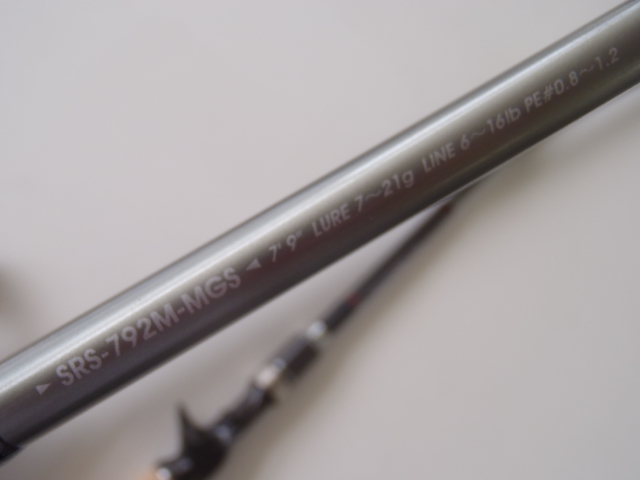 ▶ SRS-792M-MGS ◀ 7' 9" LURE 7～21g LINE 6～16lb PE#0.8～1.2